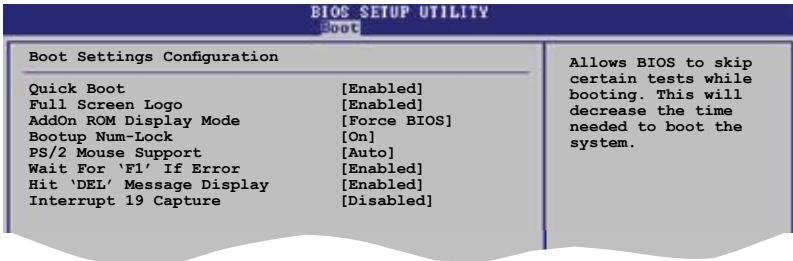 BIOS SETUP UTILITY
Boot
Boot Settings Configuration
Quick Boot [Enabled]
Full Screen Logo [Enabled]
AddOn ROM Display Mode [Force BIOS]
Bootup Num-Lock [On]
PS/2 Mouse Support [Auto]
Wait For ‘F1’ If Error [Enabled]
Hit ‘DEL’ Message Display [Enabled]
Interrupt 19 Capture [Disabled]
Allows BIOS to skip
certain tests while
booting. This will
decrease the time
needed to boot the
system.